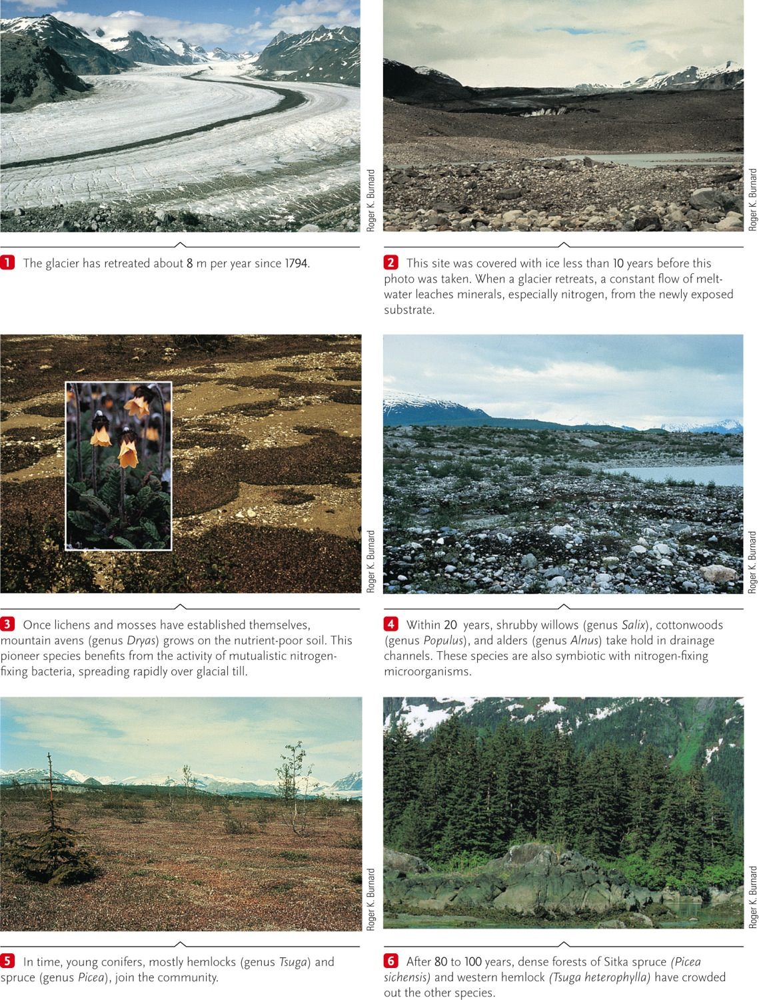 Roger K. Burnard
Roger K. Burnard
1 The glacier has retreated about 8 m per year since 1794.
2 This site was covered with ice less than 10 years before this
photo was taken. When a glacier retreats, a constant flow of melt-
water leaches minerals, especially nitrogen, from the newly exposed
substrate.
Roger K. Burnard
Roger K. Burnard
3 Once lichens and mosses have established themselves,
mountain avens (genus Dryas) grows on the nutrient-poor soil. This
pioneer species benefits from the activity of mutualistic nitrogen-
fixing bacteria, spreading rapidly over glacial till.
4 Within 20 years, shrubby willows (genus Salix), cottonwoods
(genus Populus), and alders (genus Alnus) take hold in drainage
channels. These species are also symbiotic with nitrogen-fixing
microorganisms.
Roger K. Burnard
Roger K. Burnard
5 In time, young conifers, mostly hemlocks (genus Tsuga) and
spruce (genus Picea), join the community.
6 After 80 to 100 years, dense forests of Sitka spruce (Picea
sichensis) and western hemlock (Tsuga heterophylla) have crowded
out the other species.